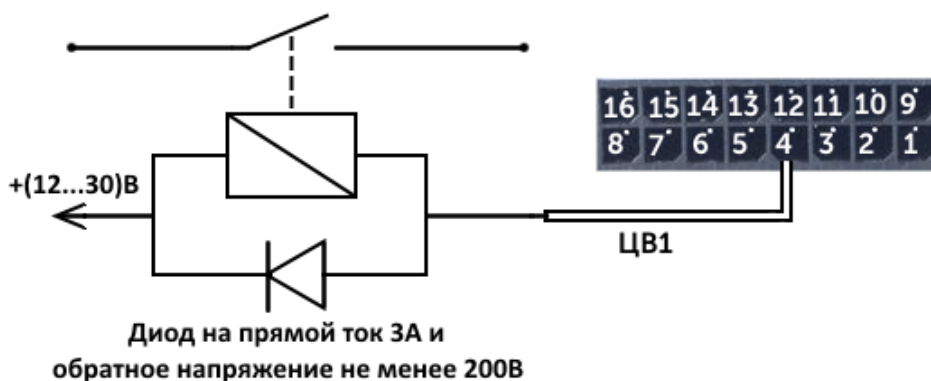 16 15 14 13 12 11 10 9
8 7 6 5 4 3 2 1
+(12...30)В
ЦВ1
Диод на прямой ток 3А и
обратное напряжение не менее 200В